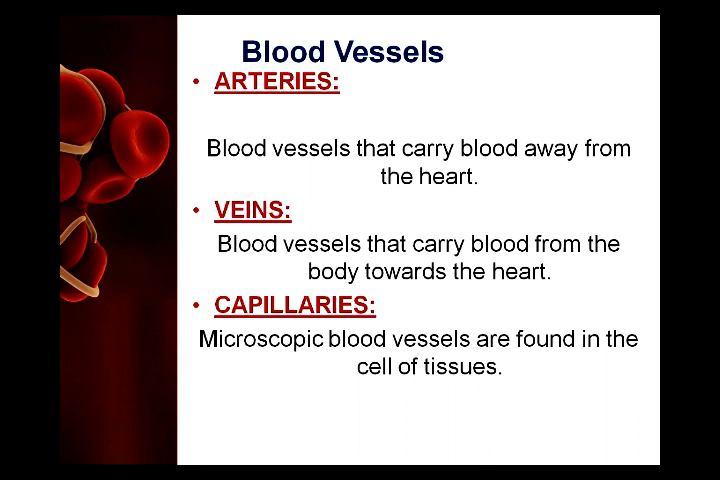 Blood Vessels
• ARTERIES:
Blood vessels that carry blood away from
the heart.
• VEINS:
Blood vessels that carry blood from the
body towards the heart.
• CAPILLARIES:
Microscopic blood vessels are found in the
cell of tissues.